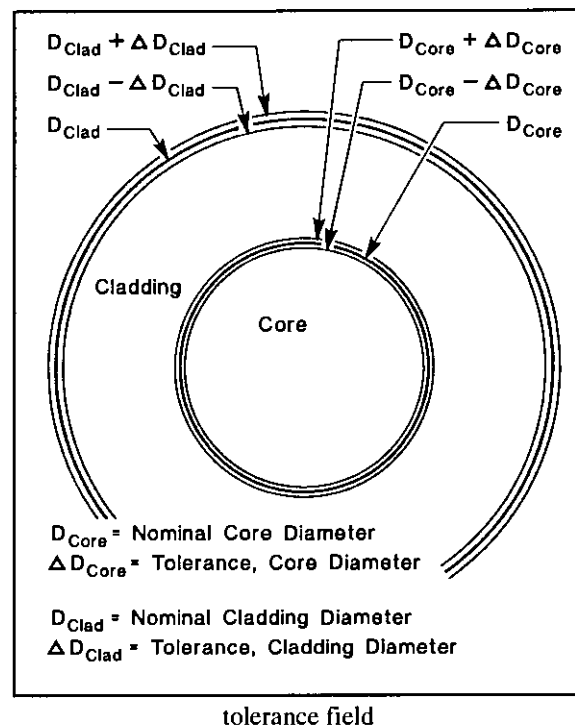 D_Clad + Δ D_Clad
D_Clad − Δ D_Clad
D_Clad
D_Core + Δ D_Core
D_Core − Δ D_Core
D_Core
Cladding
Core
D_Core = Nominal Core Diameter
Δ D_Core = Tolerance, Core Diameter
D_Clad = Nominal Cladding Diameter
Δ D_Clad = Tolerance, Cladding Diameter
tolerance field